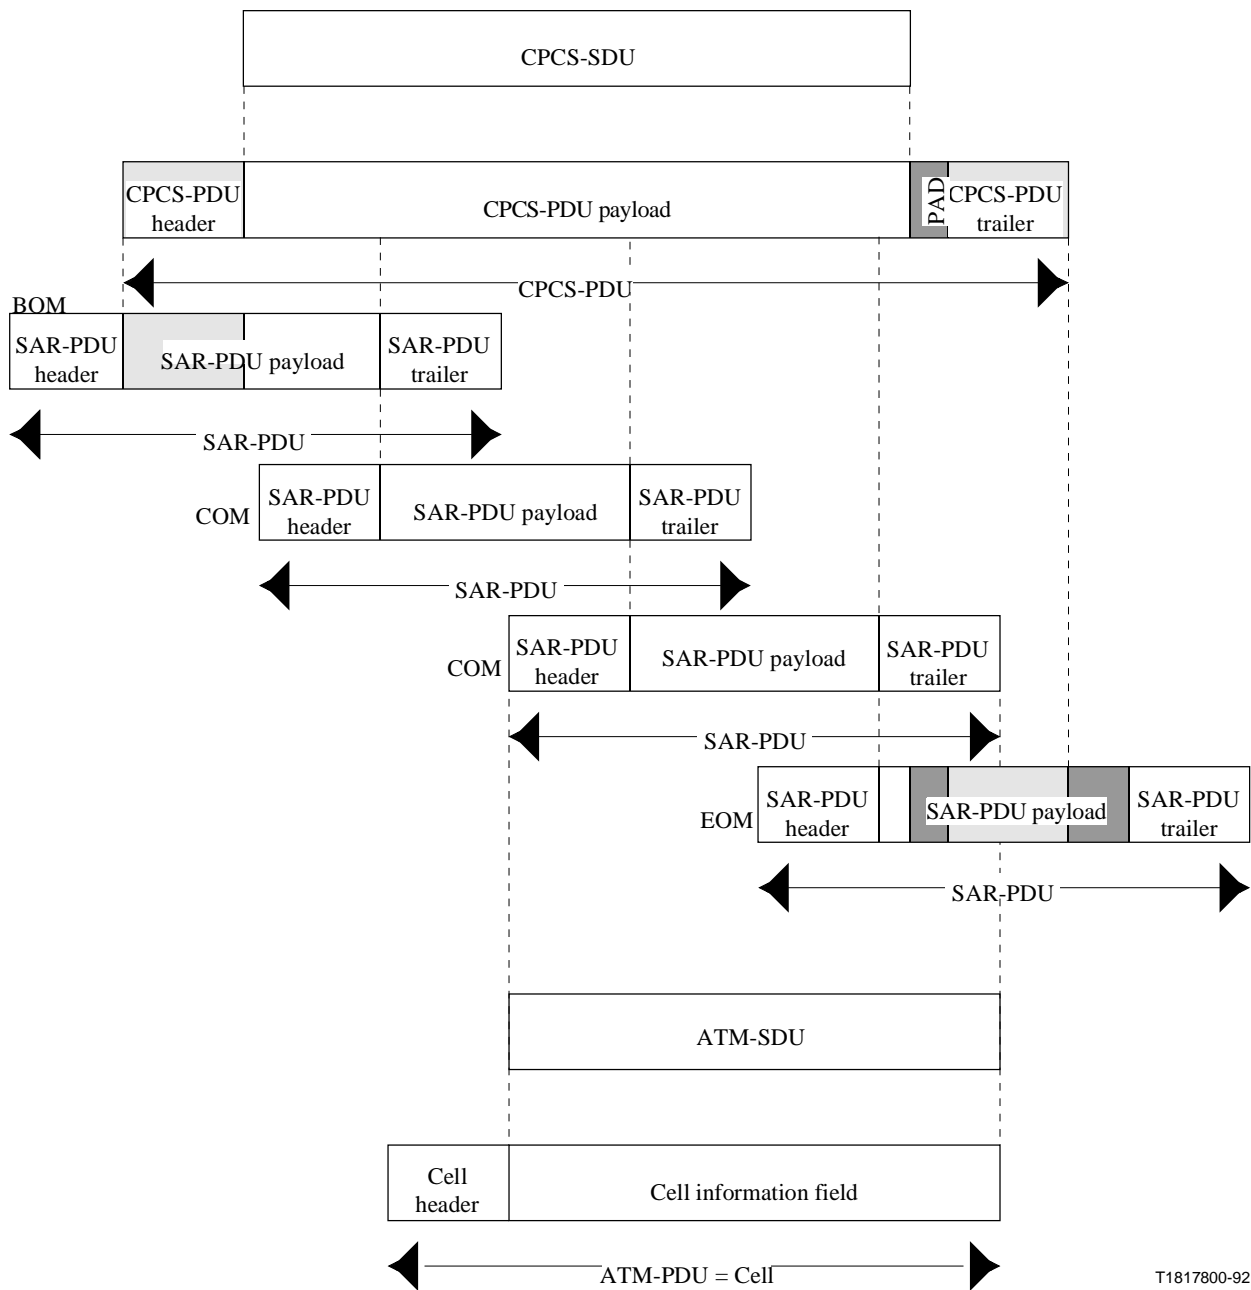 CPCS-SDU
CPCS-PDU
header
CPCS-PDU payload
PAD
CPCS-PDU
trailer
CPCS-PDU
BOM
SAR-PDU
header
SAR-PDU payload
SAR-PDU
trailer
SAR-PDU
COM
SAR-PDU
header
SAR-PDU payload
SAR-PDU
trailer
SAR-PDU
COM
SAR-PDU
header
SAR-PDU payload
SAR-PDU
trailer
SAR-PDU
EOM
SAR-PDU
header
SAR-PDU payload
SAR-PDU
trailer
SAR-PDU
ATM-SDU
Cell
header
Cell information field
ATM-PDU = Cell
T1817800-92